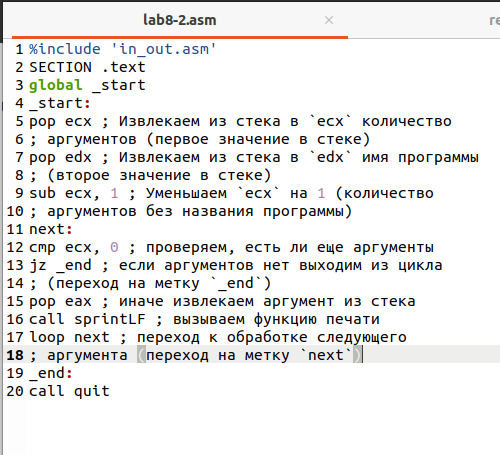 lab8-2.asm × re
1 %include 'in_out.asm'
2 SECTION .text
3 global _start
4 _start:
5 pop ecx ; Извлекаем из стека в `ecx` количество
6 ; аргументов (первое значение в стеке)
7 pop edx ; Извлекаем из стека в `edx` имя программы
8 ; (второе значение в стеке)
9 sub ecx, 1 ; Уменьшаем `ecx` на 1 (количество
10 ; аргументов без названия программы)
11 next:
12 cmp ecx, 0 ; проверяем, есть ли еще аргументы
13 jz _end ; если аргументов нет выходим из цикла
14 ; (переход на метку `_end`)
15 pop eax ; иначе извлекаем аргумент из стека
16 call sprintLF ; вызываем функцию печати
17 loop next ; переход к обработке следующего
18 ; аргумента (переход на метку `next`)
19 _end:
20 call quit